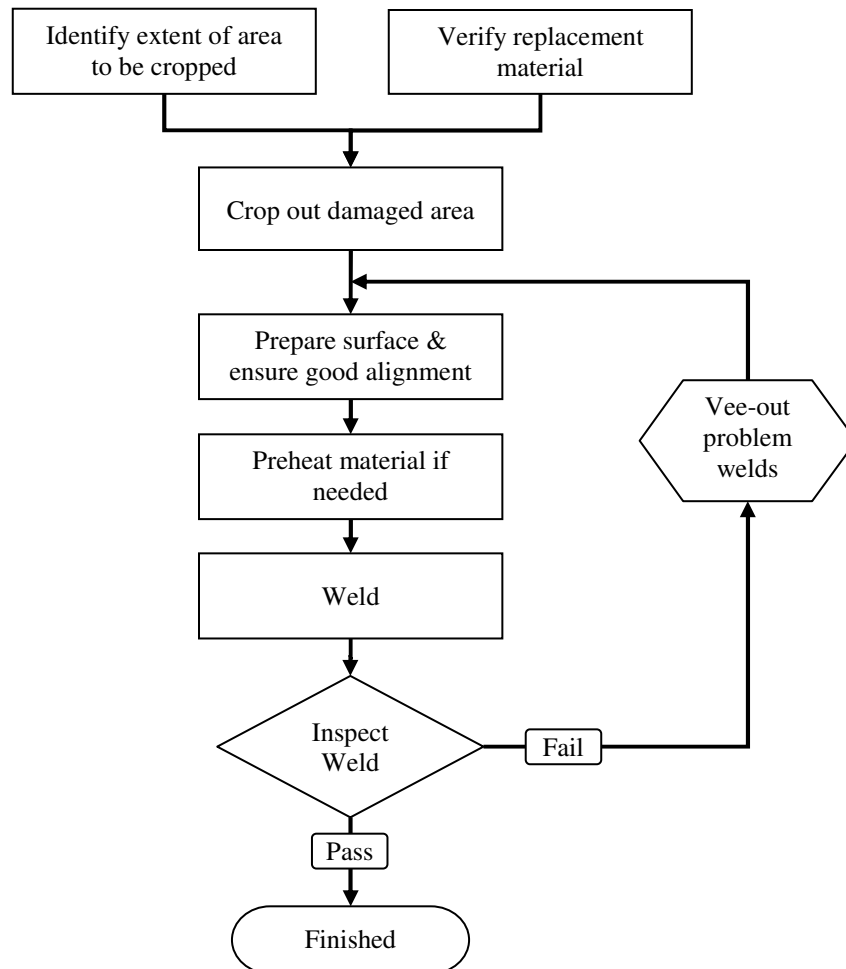 Identify extent of area
to be cropped
Verify replacement
material
Crop out damaged area
Prepare surface &
ensure good alignment
Vee-out
problem
welds
Preheat material if
needed
Weld
Inspect
Weld
Fail
Pass
Finished